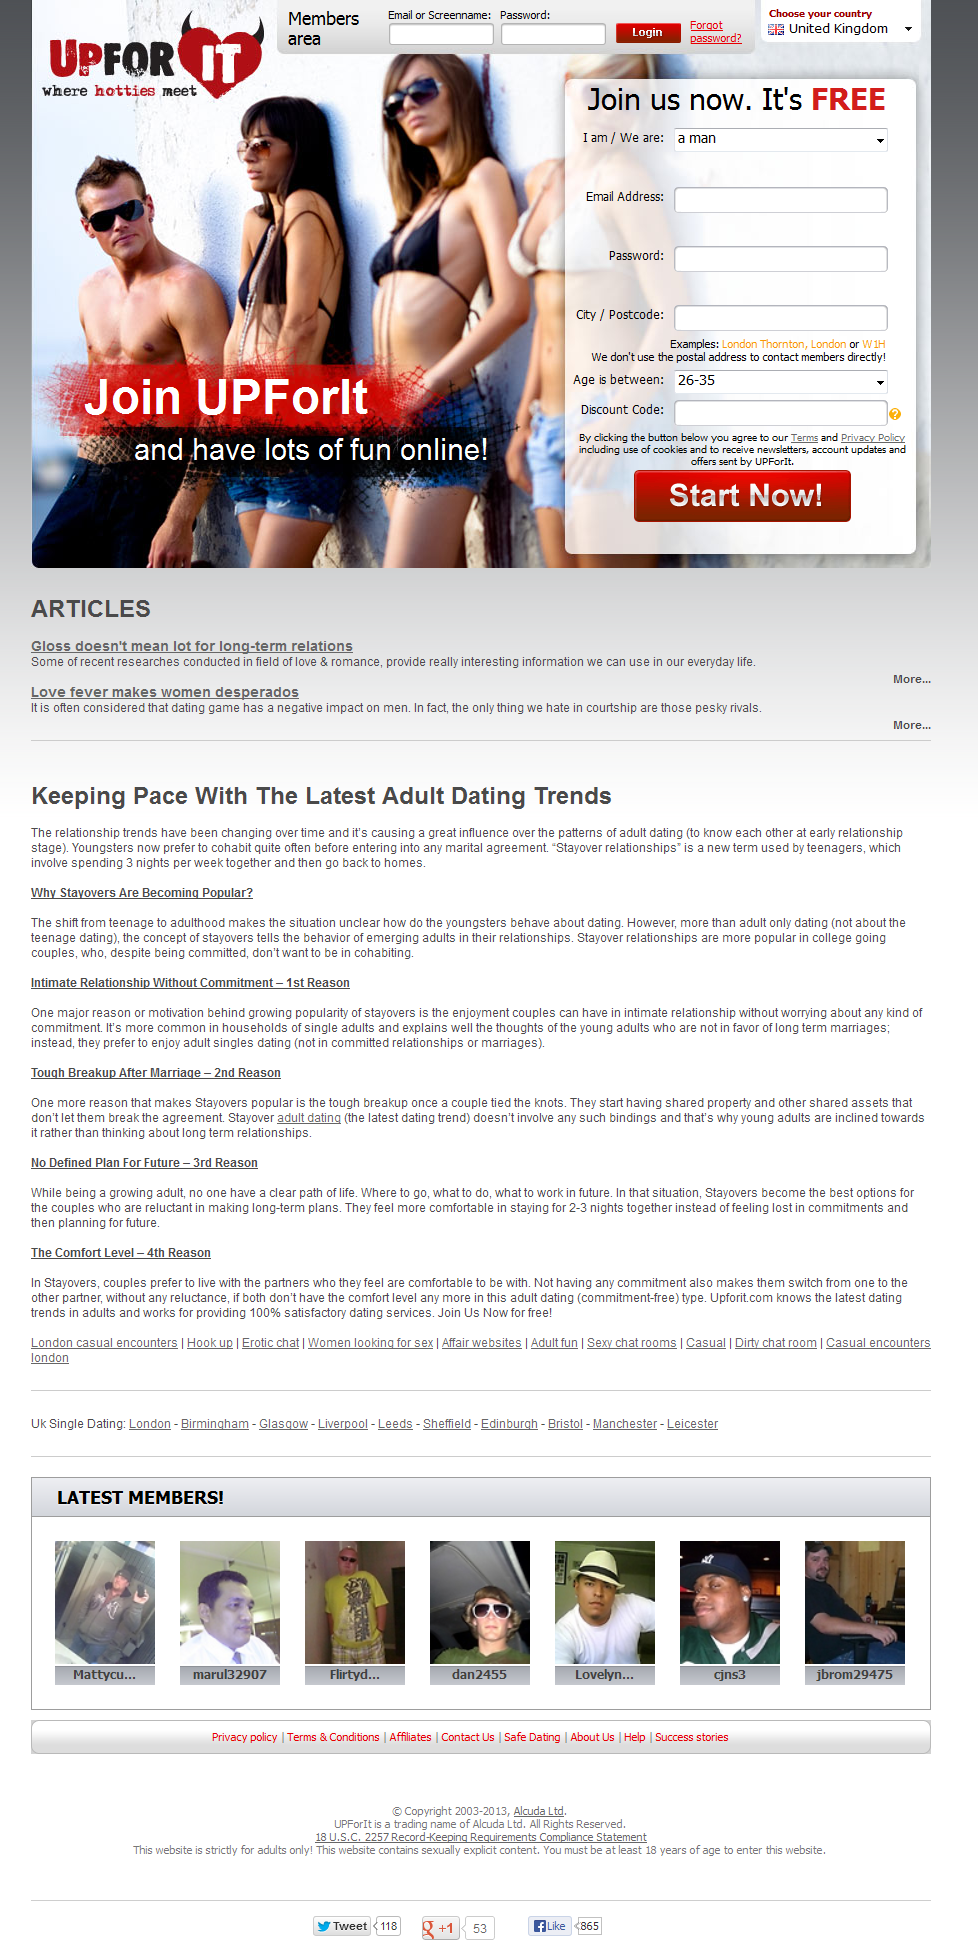 UPFOR IT
where hotties meet
Members area
Email or Screenname:
Password:
Login
Forgot password?
Choose your country
United Kingdom
Join us now. It's FREE
I am / We are: a man
Email Address:
Password:
City / Postcode:
Examples: London Thornton, London or W1H
We don't use the postal address to contact members directly!
Age is between: 26-35
Discount Code:
?
By clicking the button below you agree to our Terms and Privacy Policy
including use of cookies and to receive newsletters, account updates and
offers sent by UPForIt.
Start Now!
Join UPForIt
and have lots of fun online!
ARTICLES
Gloss doesn't mean lot for long-term relations
Some of recent researches conducted in field of love & romance, provide really interesting information we can use in our everyday life.
More...
Love fever makes women desperados
It is often considered that dating game has a negative impact on men. In fact, the only thing we hate in courtship are those pesky rivals.
More...
Keeping Pace With The Latest Adult Dating Trends
The relationship trends have been changing over time and it's causing a great influence over the patterns of adult dating (to know each other at early relationship
stage). Youngsters now prefer to cohabit quite often before entering into any marital agreement. “Stayover relationships” is a new term used by teenagers, which
involve spending 3 nights per week together and then go back to homes.
Why Stayovers Are Becoming Popular?
The shift from teenage to adulthood makes the situation unclear how do the youngsters behave about dating. However, more than adult only dating (not about the
teenage dating), the concept of stayovers tells the behavior of emerging adults in their relationships. Stayover relationships are more popular in college going
couples, who, despite being committed, don't want to be in cohabiting.
Intimate Relationship Without Commitment – 1st Reason
One major reason or motivation behind growing popularity of stayovers is the enjoyment couples can have in intimate relationship without worrying about any kind of
commitment. It's more common in households of single adults and explains well the thoughts of the young adults who are not in favor of long term marriages;
instead, they prefer to enjoy adult singles dating (not in committed relationships or marriages).
Tough Breakup After Marriage – 2nd Reason
One more reason that makes Stayovers popular is the tough breakup once a couple tied the knots. They start having shared property and other shared assets that
don't let them break the agreement. Stayover adult dating (the latest dating trend) doesn't involve any such bindings and that's why young adults are inclined towards
it rather than thinking about long term relationships.
No Defined Plan For Future – 3rd Reason
While being a growing adult, no one have a clear path of life. Where to go, what to do, what to work in future. In that situation, Stayovers become the best options for
the couples who are reluctant in making long-term plans. They feel more comfortable in staying for 2-3 nights together instead of feeling lost in commitments and
then planning for future.
The Comfort Level – 4th Reason
In Stayovers, couples prefer to live with the partners who they feel are comfortable to be with. Not having any commitment also makes them switch from one to the
other partner, without any reluctance, if both don't have the comfort level any more in this adult dating (commitment-free) type. Upforit.com knows the latest dating
trends in adults and works for providing 100% satisfactory dating services. Join Us Now for free!
London casual encounters | Hook up | Erotic chat | Women looking for sex | Affair websites | Adult fun | Sexy chat rooms | Casual | Dirty chat room | Casual encounters
london
Uk Single Dating: London - Birmingham - Glasgow - Liverpool - Leeds - Sheffield - Edinburgh - Bristol - Manchester - Leicester
LATEST MEMBERS!
Mattycu... marul32907 Flirtyd... dan2455 Lovelyn... cjns3 jbrom29475
Privacy policy | Terms & Conditions | Affiliates | Contact Us | Safe Dating | About Us | Help | Success stories
© Copyright 2003-2013, Alcuda Ltd.
UPForIt is a trading name of Alcuda Ltd. All Rights Reserved.
18 U.S.C. 2257 Record-Keeping Requirements Compliance Statement
This website is strictly for adults only! This website contains sexually explicit content. You must be at least 18 years of age to enter this website.
Tweet 118 g +1 53 Like 865